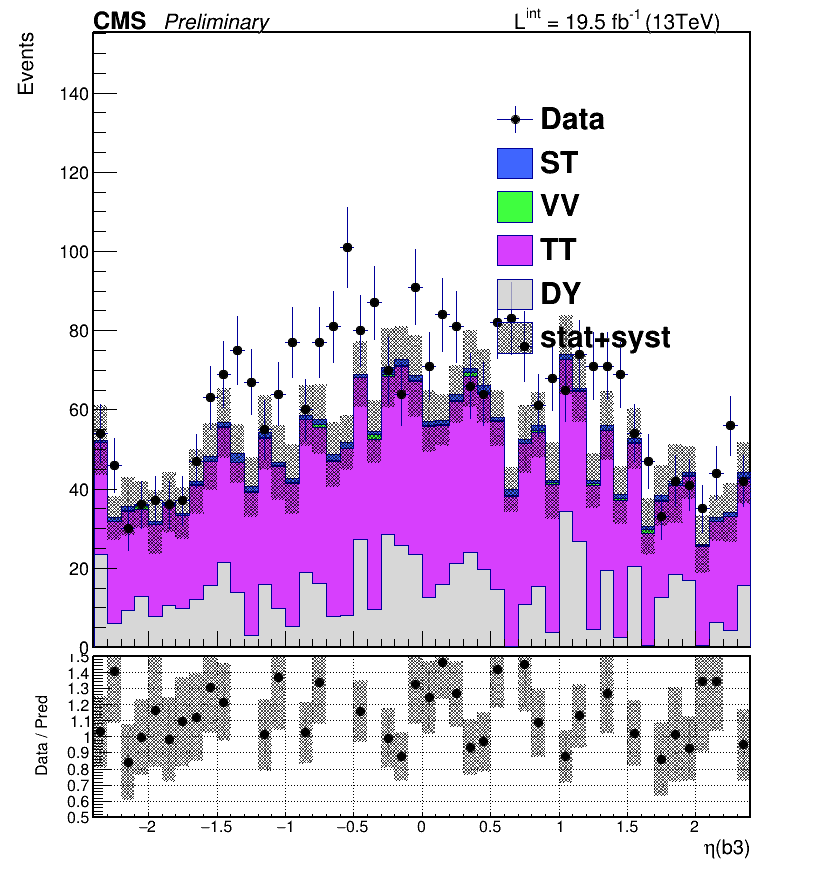 CMS Preliminary L^int = 19.5 fb^-1 (13TeV)
Events
140
120
100
80
60
40
20
0
Data
ST
VV
TT
DY
stat+syst
Data / Pred
1.5
1.4
1.3
1.2
1.1
1
0.9
0.8
0.7
0.6
0.5
−2 −1.5 −1 −0.5 0 0.5 1 1.5 2
η(b3)